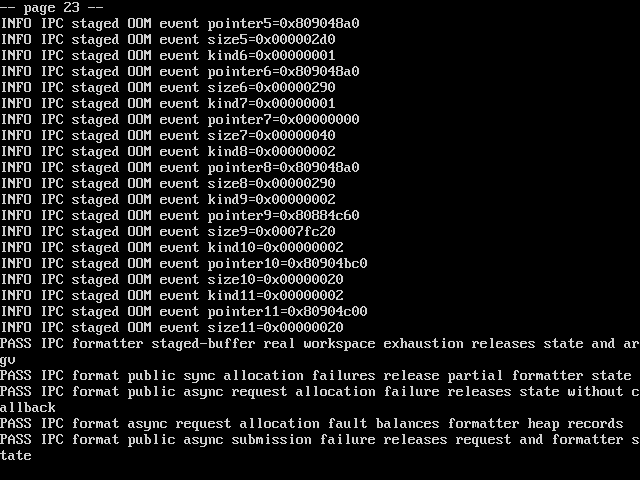 -- page 23 --
INFO IPC staged OOM event pointer5=0x809048a0
INFO IPC staged OOM event size5=0x000002d0
INFO IPC staged OOM event kind6=0x00000001
INFO IPC staged OOM event pointer6=0x809048a0
INFO IPC staged OOM event size6=0x00000290
INFO IPC staged OOM event kind7=0x00000001
INFO IPC staged OOM event pointer7=0x00000000
INFO IPC staged OOM event size7=0x00000040
INFO IPC staged OOM event kind8=0x00000002
INFO IPC staged OOM event pointer8=0x809048a0
INFO IPC staged OOM event size8=0x00000290
INFO IPC staged OOM event kind9=0x00000002
INFO IPC staged OOM event pointer9=0x80884c60
INFO IPC staged OOM event size9=0x0007fc20
INFO IPC staged OOM event kind10=0x00000002
INFO IPC staged OOM event pointer10=0x80904bc0
INFO IPC staged OOM event size10=0x00000020
INFO IPC staged OOM event kind11=0x00000002
INFO IPC staged OOM event pointer11=0x80904c00
INFO IPC staged OOM event size11=0x00000020
PASS IPC formatter staged-buffer real workspace exhaustion releases state and ar
gv
PASS IPC format public sync allocation failures release partial formatter state
PASS IPC format public async request allocation failure releases state without c
allback
PASS IPC format async request allocation fault balances formatter heap records
PASS IPC format public async submission failure releases request and formatter s
tate